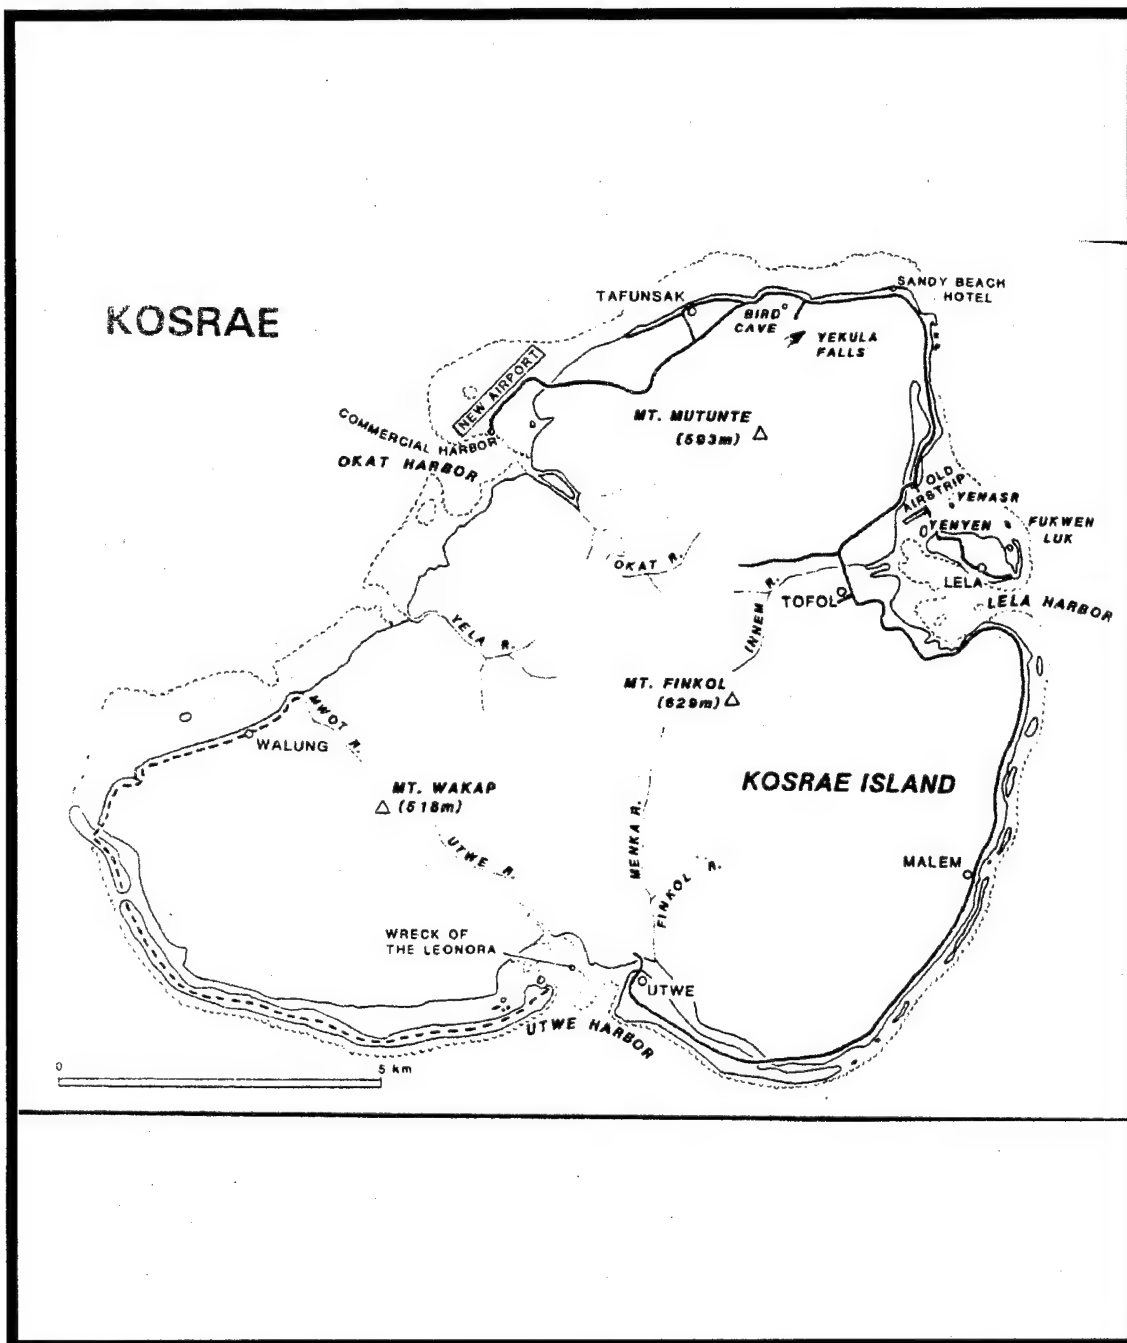 KOSRAE
TAFUNSAK
SANDY BEACH
HOTEL
BIRD
CAVE
YEKULA
FALLS
NEW AIRPORT
COMMERCIAL HARBOR
OKAT HARBOR
MT. MUTUNTE
(593m)
OLD
AIRSTRIP
YENASR
YENYEN
FUKWEN
LUK
LELA
LELA HARBOR
OKAT R.
INNEM R.
TOFOL
YELA R.
MT. FINKOL
(629m)
MWOT R.
WALUNG
MT. WAKAP
(518m)
KOSRAE ISLAND
UTWE R.
MENKA R.
FINKOL R.
MALEM
WRECK OF
THE LEONORA
UTWE
UTWE HARBOR
0
5 km